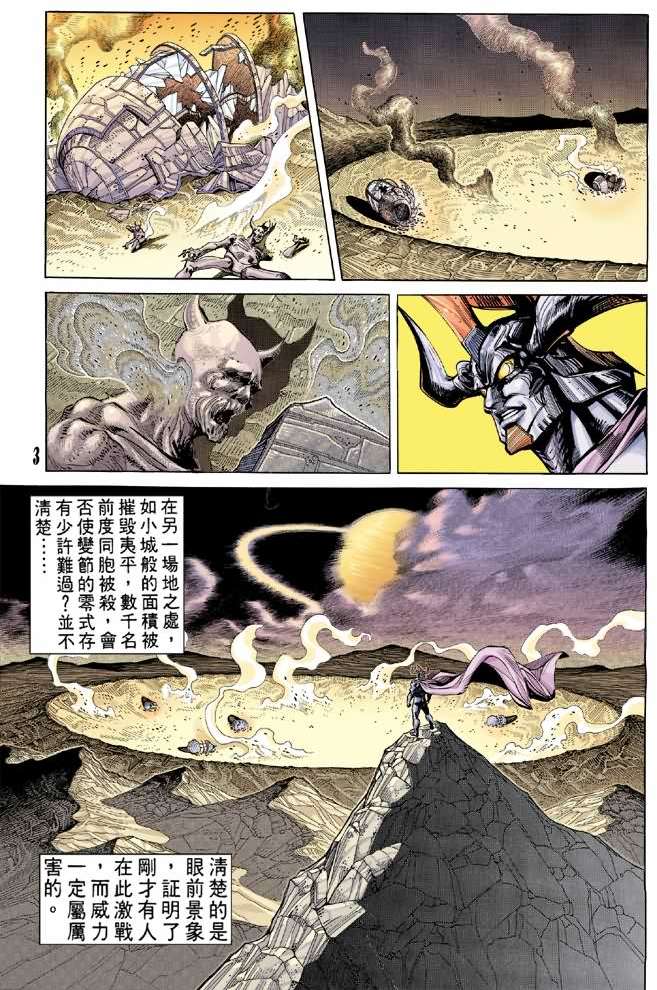 3
在另一場地之處，
如小城般的面積被
摧毀夷平，數千名
前度同胞被殺，會
否使變節的零式存
有少許難過？並不
清楚……
清楚的是
眼前景象
，証明了
剛才有人
在此激戰
，而威力
一定屬厲
害的。